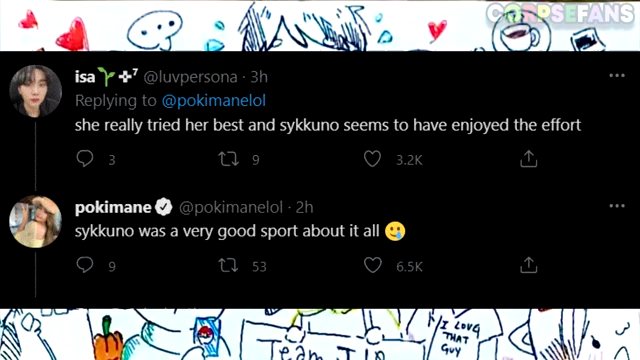 CORPSEFANS
isa 7 @luvpersona · 3h
Replying to @pokimanelol
she really tried her best and sykkuno seems to have enjoyed the effort
3 9 3.2K
pokimane @pokimanelol · 2h
sykkuno was a very good sport about it all 🥲
9 53 6.5K
I LOVE
THAT
GUY
Team